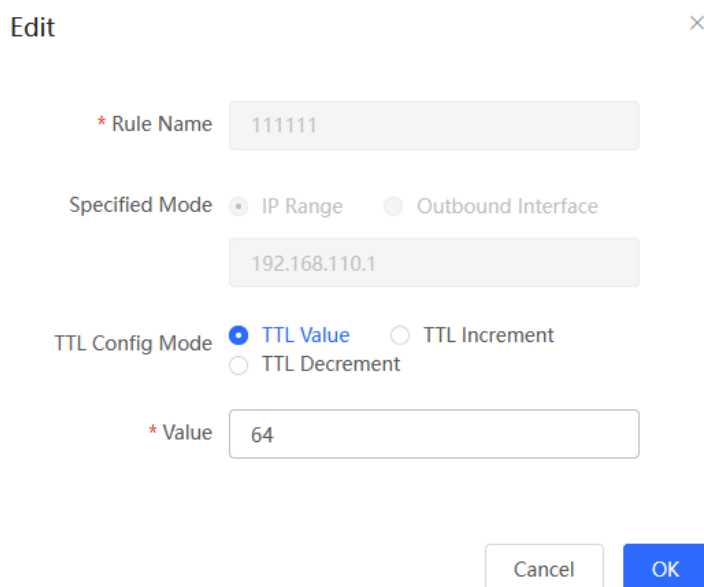 Edit
* Rule Name 111111
Specified Mode IP Range Outbound Interface
192.168.110.1
TTL Config Mode TTL Value TTL Increment
TTL Decrement
* Value 64
Cancel OK